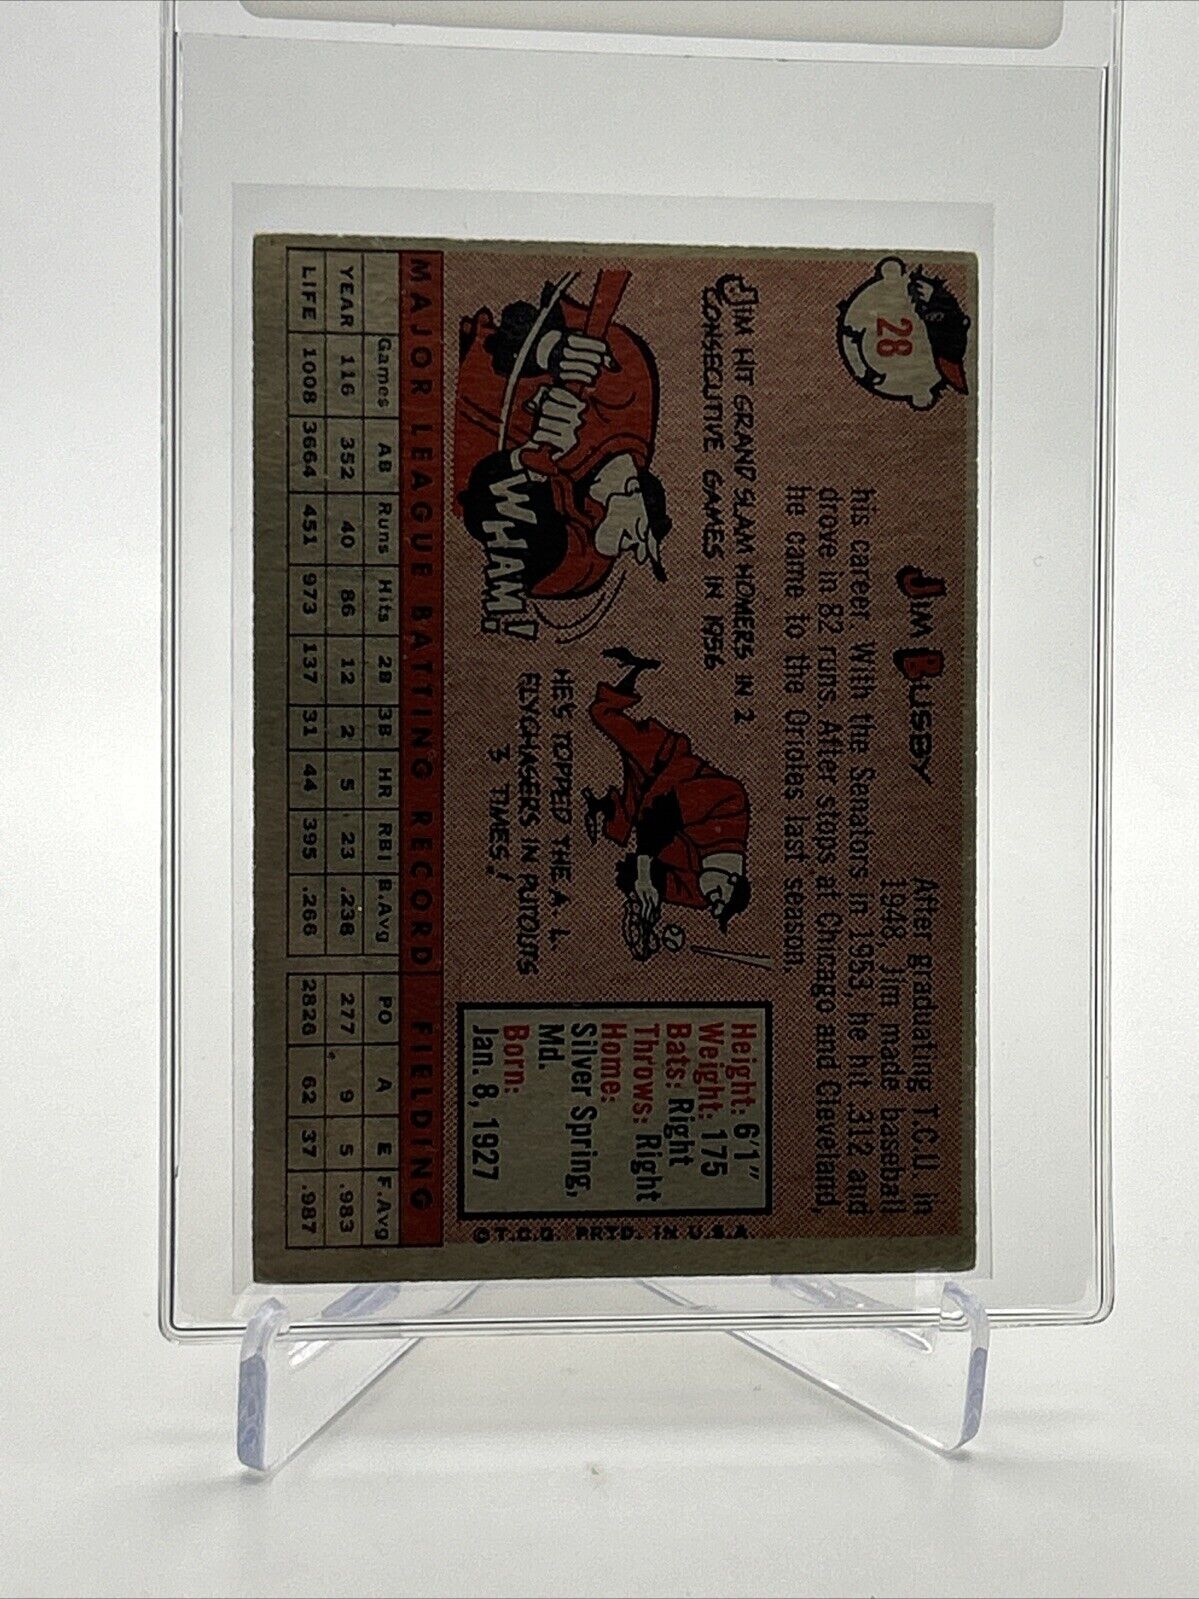 28
JIM BUSBY
After graduating T.C.U. in
1948, Jim made baseball
his career. With the Senators in 1953, he hit .312 and
drove in 82 runs. After stops at Chicago and Cleveland,
he came to the Orioles last season.
JIM HIT GRAND SLAM HOMERS IN 2
CONSECUTIVE GAMES IN 1956
WHAM!
HE'S TOPPED THE A.L.
FLYCHASERS IN PUTOUTS
3 TIMES!
Height: 6'1"
Weight: 175
Bats: Right
Throws: Right
Home:
Silver Spring,
Md.
Born:
Jan. 8, 1927
© T.C.G. PRTD. IN U.S.A.
MAJOR LEAGUE BATTING RECORD FIELDING
Games AB Runs Hits 2B 3B HR RBI B.Avg PO A E F.Avg
YEAR 116 352 40 86 12 2 5 23 .238 277 9 5 .983
LIFE 1008 3664 451 973 137 31 44 395 .266 2826 62 37 .987